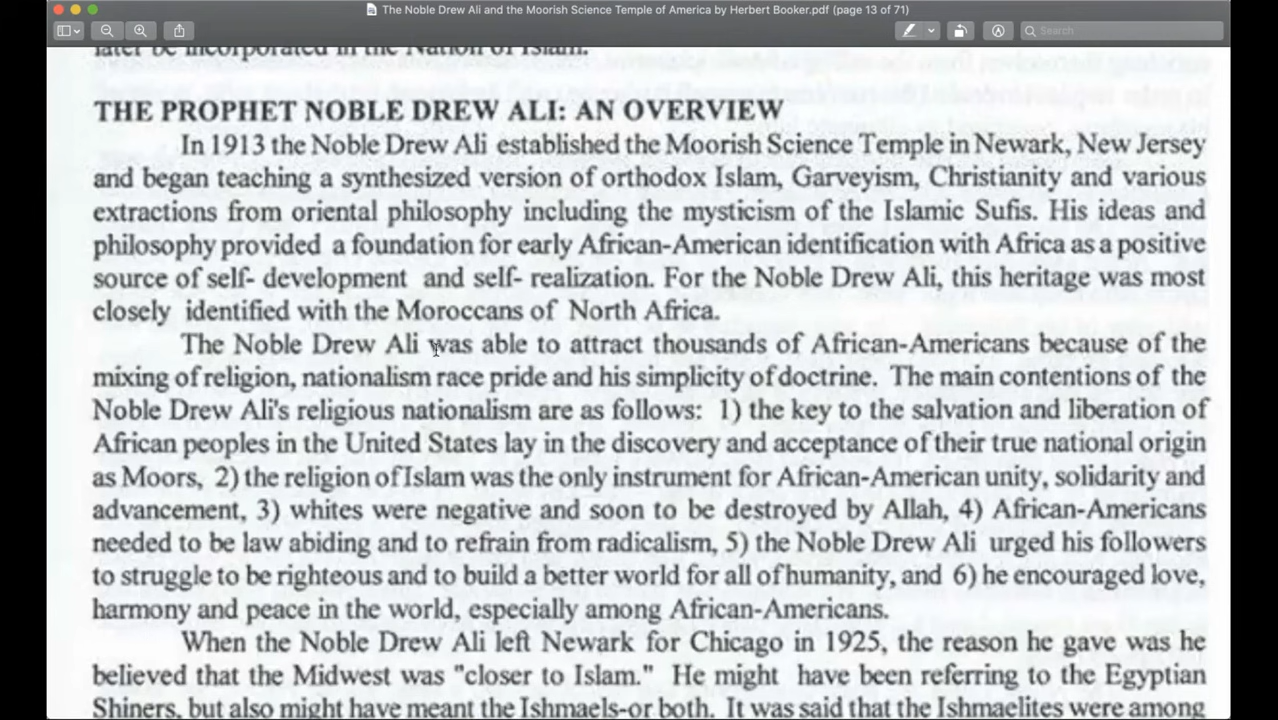 The Noble Drew Ali and the Moorish Science Temple of America by Herbert Booker.pdf (page 13 of 71)
Search
later be incorporated in the Nation of Islam.
THE PROPHET NOBLE DREW ALI: AN OVERVIEW
In 1913 the Noble Drew Ali established the Moorish Science Temple in Newark, New Jersey
and began teaching a synthesized version of orthodox Islam, Garveyism, Christianity and various
extractions from oriental philosophy including the mysticism of the Islamic Sufis. His ideas and
philosophy provided a foundation for early African-American identification with Africa as a positive
source of self- development and self- realization. For the Noble Drew Ali, this heritage was most
closely identified with the Moroccans of North Africa.
The Noble Drew Ali was able to attract thousands of African-Americans because of the
mixing of religion, nationalism race pride and his simplicity of doctrine. The main contentions of the
Noble Drew Ali's religious nationalism are as follows: 1) the key to the salvation and liberation of
African peoples in the United States lay in the discovery and acceptance of their true national origin
as Moors, 2) the religion of Islam was the only instrument for African-American unity, solidarity and
advancement, 3) whites were negative and soon to be destroyed by Allah, 4) African-Americans
needed to be law abiding and to refrain from radicalism, 5) the Noble Drew Ali urged his followers
to struggle to be righteous and to build a better world for all of humanity, and 6) he encouraged love,
harmony and peace in the world, especially among African-Americans.
When the Noble Drew Ali left Newark for Chicago in 1925, the reason he gave was he
believed that the Midwest was "closer to Islam." He might have been referring to the Egyptian
Shiners, but also might have meant the Ishmaels-or both. It was said that the Ishmaelites were among